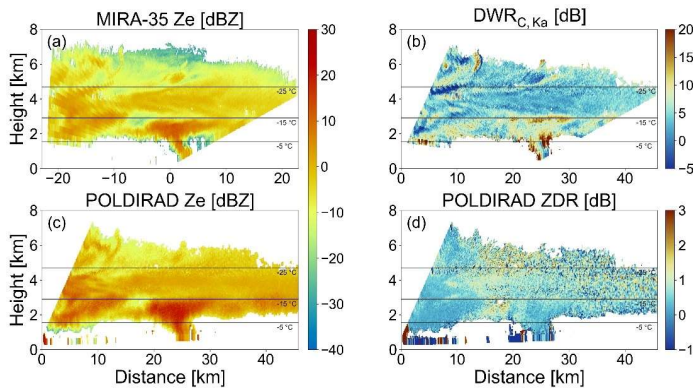 MIRA-35 Ze [dBZ]
DWR C, Ka [dB]
(a)
(b)
Height [km]
8
6
4
2
0
-20 -10 0 10 20
-25 °C
-15 °C
-5 °C
30
20
10
0
-10
-20
-30
-40
8
6
4
2
0
0 10 20 30 40
-25 °C
-15 °C
-5 °C
20
15
10
5
0
-5
POLDIRAD Ze [dBZ]
POLDIRAD ZDR [dB]
(c)
(d)
Height [km]
8
6
4
2
0
0 10 20 30 40
-25 °C
-15 °C
-5 °C
Distance [km]
8
6
4
2
0
0 10 20 30 40
-25 °C
-15 °C
-5 °C
Distance [km]
3
2
1
0
-1